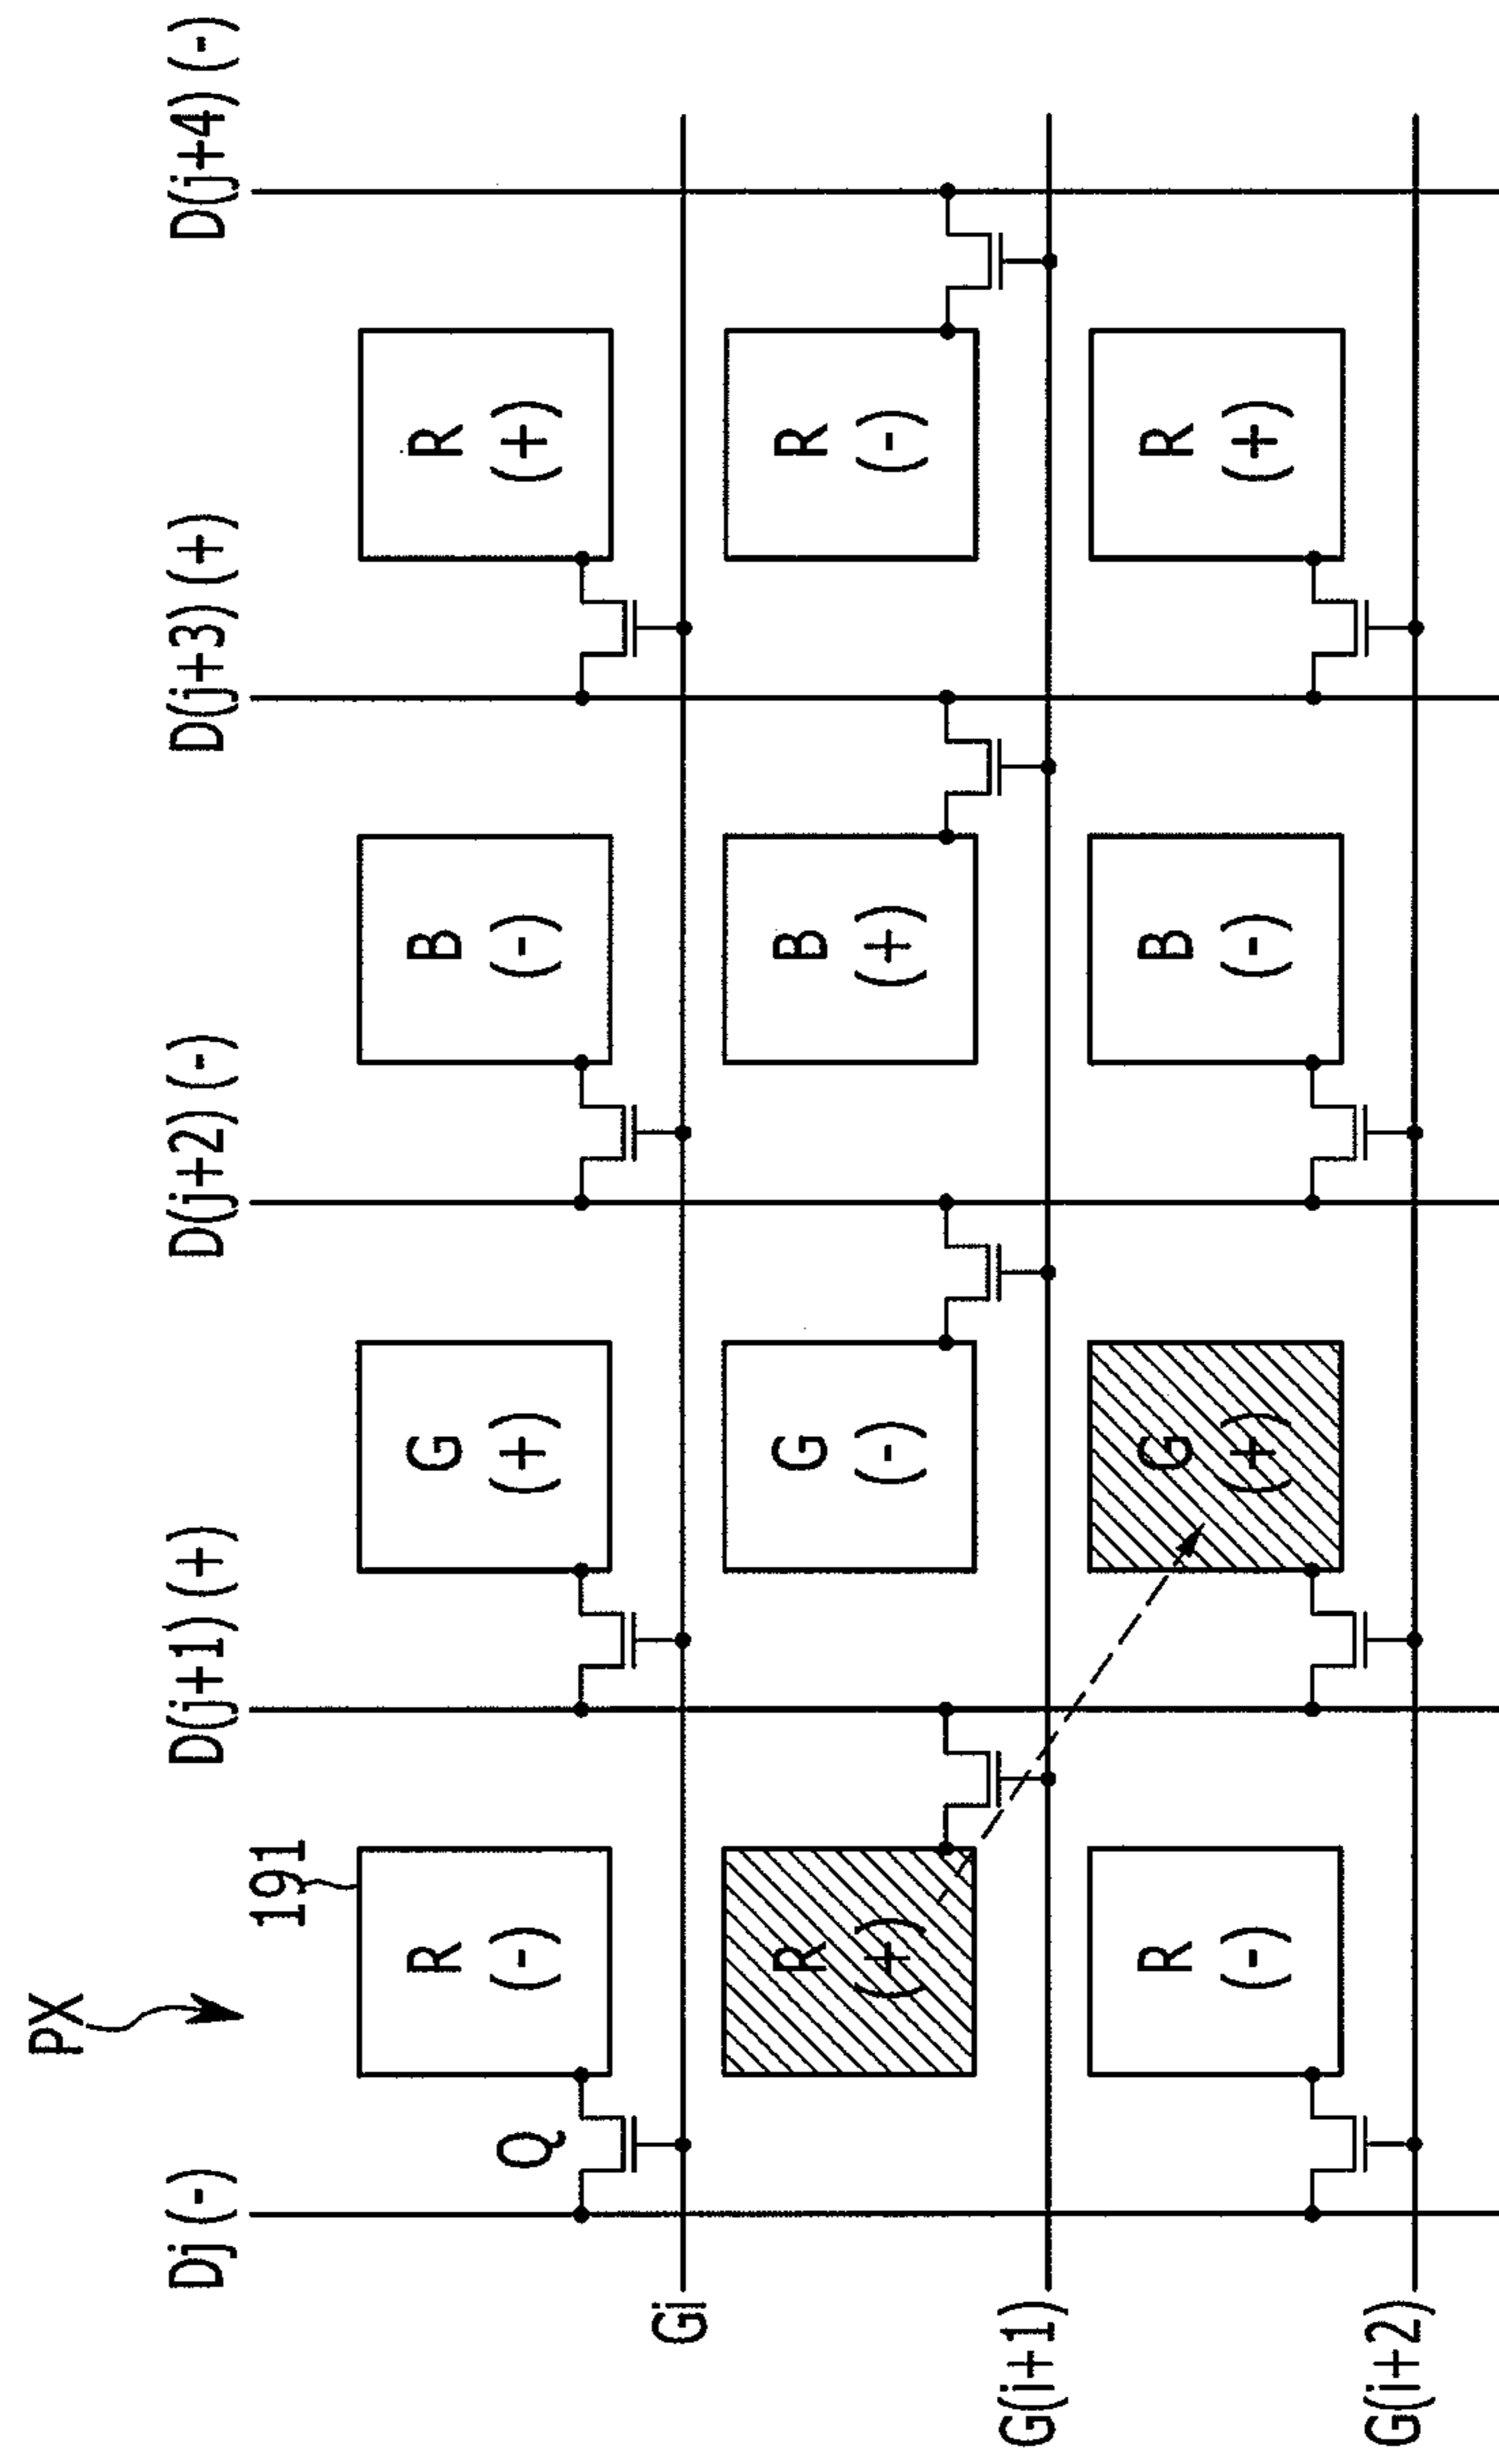 PX
191
Dj (-)
D(j+1) (+)
D(j+2) (-)
D(j+3) (+)
D(j+4) (-)
Q
R
(-)
G
(+)
B
(-)
R
(+)
Gi
R
(+)
G
(-)
B
(+)
R
(-)
G(i+1)
R
(-)
G
(+)
B
(-)
R
(+)
G(i+2)